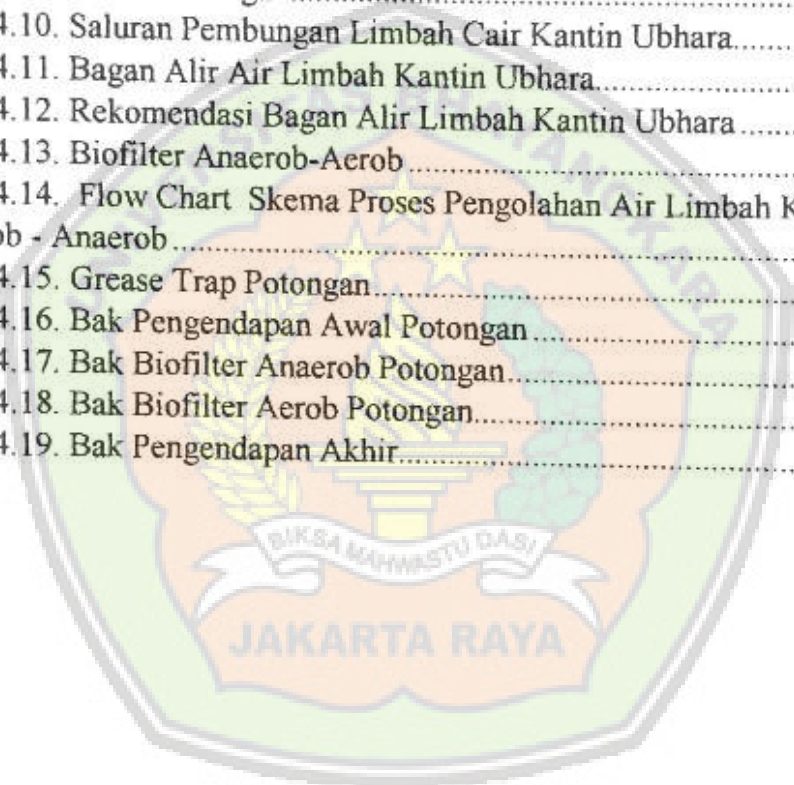 4.10. Saluran Pembungan Limbah Cair Kantin Ubhara
4.11. Bagan Alir Air Limbah Kantin Ubhara
4.12. Rekomendasi Bagan Alir Limbah Kantin Ubhara
4.13. Biofilter Anaerob-Aerob
4.14. Flow Chart Skema Proses Pengolahan Air Limbah K
ob - Anaerob
4.15. Grease Trap Potongan
4.16. Bak Pengendapan Awal Potongan
4.17. Bak Biofilter Anaerob Potongan
4.18. Bak Biofilter Aerob Potongan
4.19. Bak Pengendapan Akhir
BIKSA MAHWASTU DASI
JAKARTA RAYA